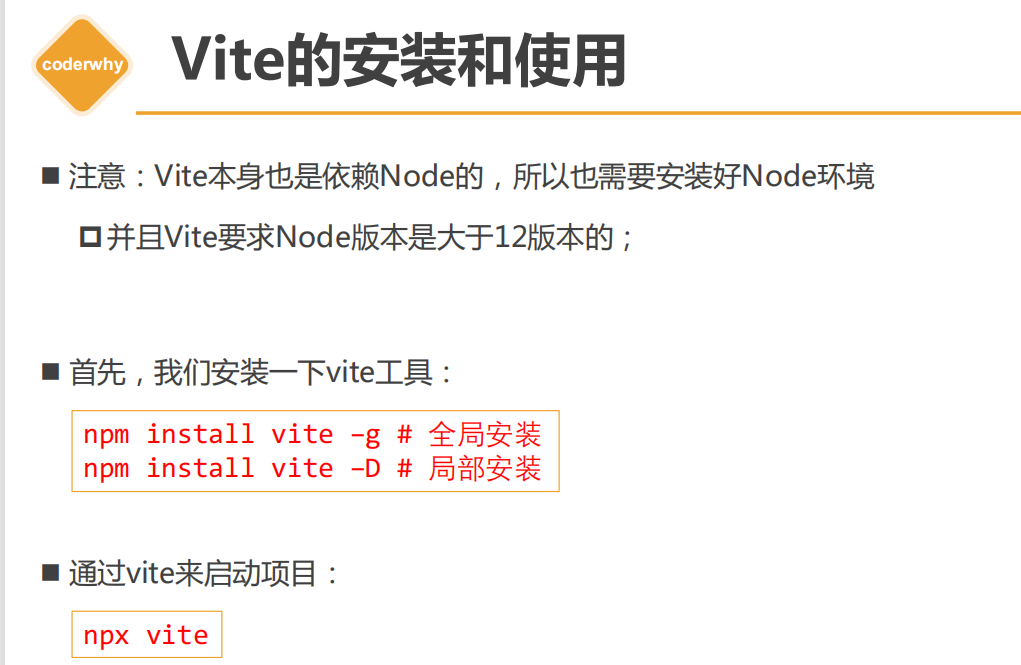 coderwhy
Vite的安装和使用
注意：Vite本身也是依赖Node的，所以也需要安装好Node环境
并且Vite要求Node版本是大于12版本的；
首先，我们安装一下vite工具：
npm install vite –g # 全局安装
npm install vite –D # 局部安装
通过vite来启动项目：
npx vite